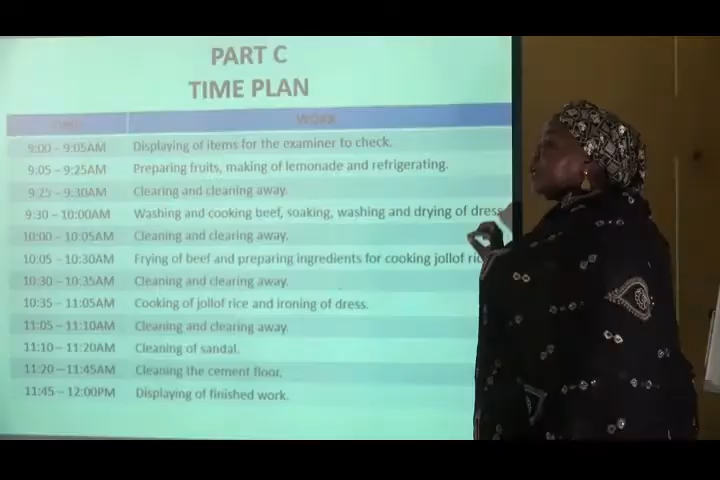 PART C
TIME PLAN
TIME WORK
9:00 – 9:05AM Displaying of items for the examiner to check.
9:05 – 9:25AM Preparing fruits, making of lemonade and refrigerating.
9:25 – 9:30AM Clearing and cleaning away.
9:30 – 10:00AM Washing and cooking beef, soaking, washing and drying of dress
10:00 – 10:05AM Cleaning and clearing away.
10:05 – 10:30AM Frying of beef and preparing ingredients for cooking jollof
10:30 – 10:35AM Cleaning and clearing away.
10:35 – 11:05AM Cooking of jollof rice and ironing of dress.
11:05 – 11:10AM Cleaning and clearing away.
11:10 – 11:20AM Cleaning of sandal.
11:20 – 11:45AM Cleaning the cement floor.
11:45 – 12:00PM Displaying of finished work.